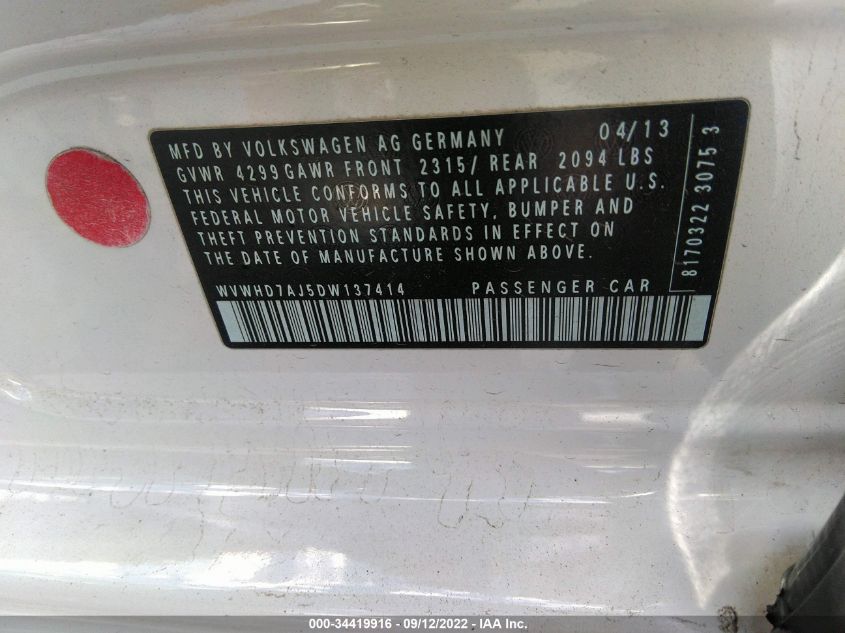 MFD BY VOLKSWAGEN AG GERMANY 04/13
GVWR 4299 GAWR FRONT 2315/ REAR 2094 LBS
THIS VEHICLE CONFORMS TO ALL APPLICABLE U.S.
FEDERAL MOTOR VEHICLE SAFETY, BUMPER AND
THEFT PREVENTION STANDARDS IN EFFECT ON
THE DATE OF MANUFACTURE SHOWN ABOVE.
WVWHD7AJ5DW137414 PASSENGER CAR
8170322 3075 3
000-34419916 - 09/12/2022 - IAA Inc.